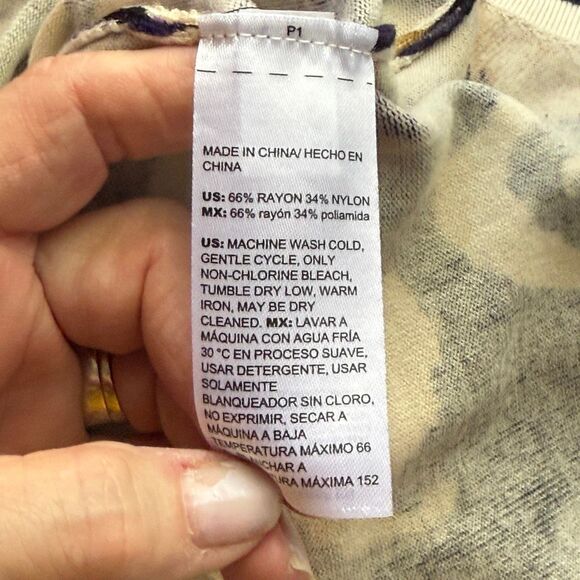 P1
MADE IN CHINA/ HECHO EN
CHINA
US: 66% RAYON 34% NYLON
MX: 66% rayón 34% poliamida
US: MACHINE WASH COLD,
GENTLE CYCLE, ONLY
NON-CHLORINE BLEACH,
TUMBLE DRY LOW, WARM
IRON, MAY BE DRY
CLEANED. MX: LAVAR A
MÁQUINA CON AGUA FRÍA
30 °C EN PROCESO SUAVE,
USAR DETERGENTE, USAR
SOLAMENTE
BLANQUEADOR SIN CLORO,
NO EXPRIMIR, SECAR A
MÁQUINA A BAJA
TEMPERATURA MÁXIMO 66
A
MÁXIMA 152